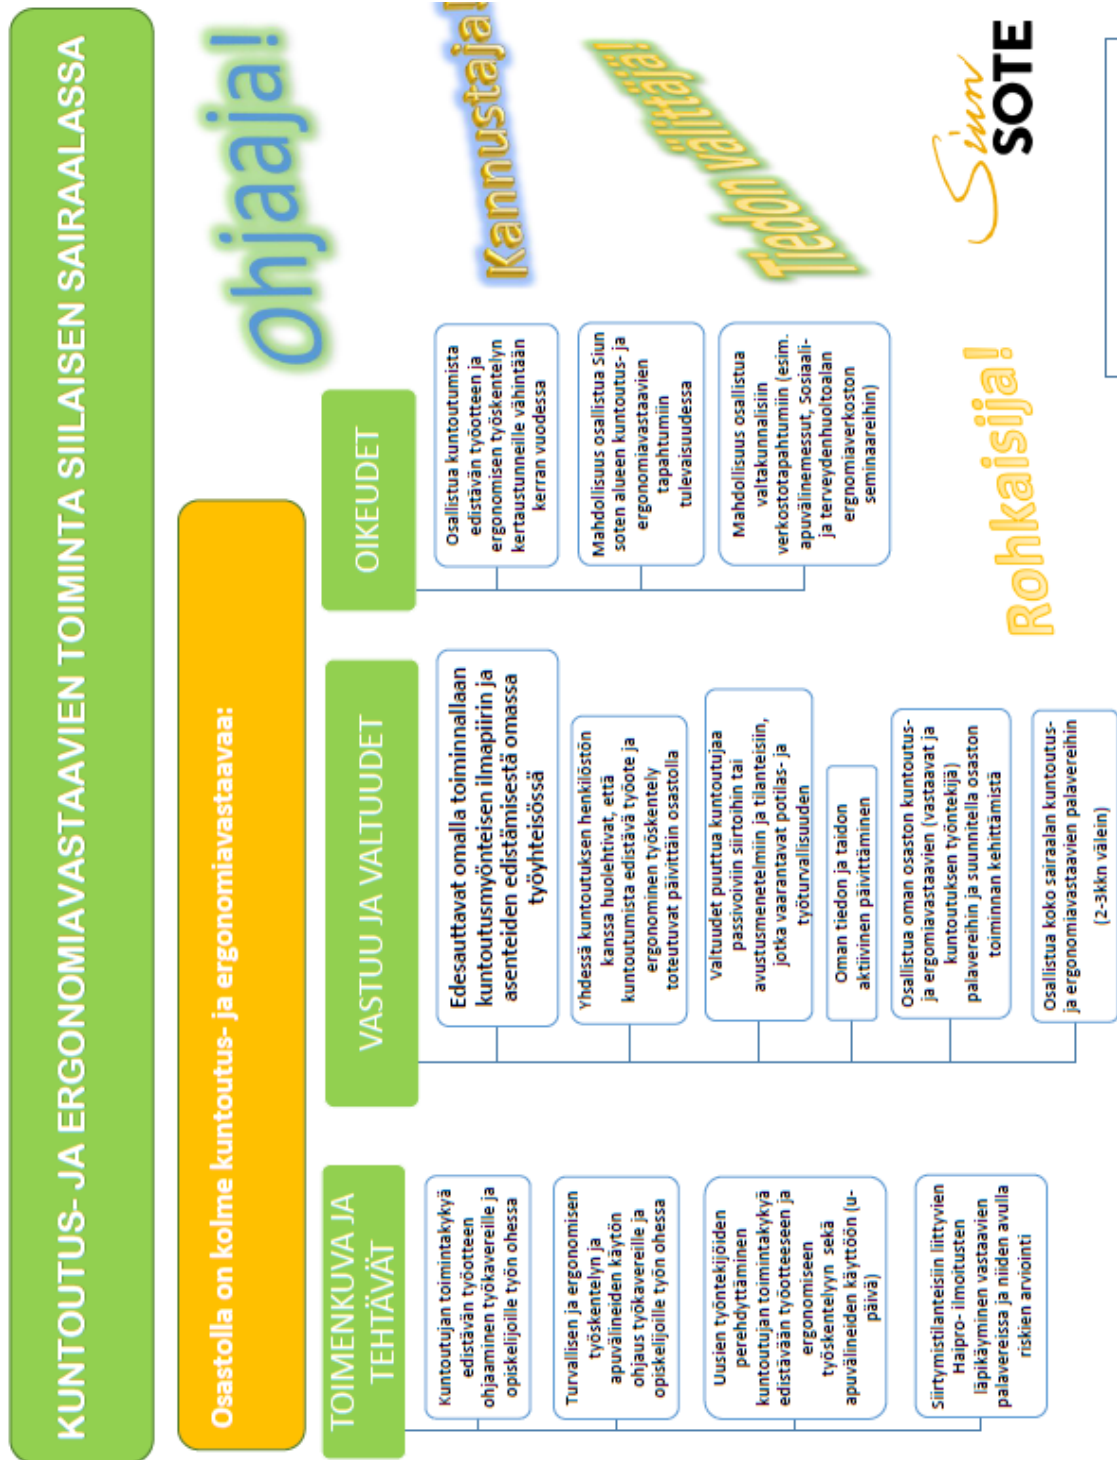 KUNTOUTUS- JA ERGONOMIAVASTAAVIEN TOIMINTA SIILAISEN SAIRAALASSA
Osastolla on kolme kuntoutus- ja ergonomiavastaavaa:
TOIMENKUVA JA
TEHTÄVÄT
Kuntoutujan toimintakykyä
edistävän työotteen
ohjaaminen työkavereille ja
opiskelijoille työn ohessa
Turvallisen ja ergonomisen
työskentelyn ja
apuvälineiden käytön
ohjaus työkavereille ja
opiskelijoille työn ohessa
Uusien työntekijöiden
perehdyttäminen
kuntoutujan toimintakykyä
edistävään työotteeseen ja
ergonomiseen
työskentelyyn sekä
apuvälineiden käyttöön (u-
päivä)
Siirtymistilanteisiin liittyvien
Haipro- ilmoitusten
läpikäyminen vastaavien
palavereissa ja niiden avulla
riskien arviointi
VASTUU JA VALTUUDET
Edesauttavat omalla toiminnallaan
kuntoutusmyönteisen ilmapiirin ja
asenteiden edistämisestä omassa
työyhteisössä
Yhdessä kuntoutuksen henkilöstön
kanssa huolehtivat, että
kuntoutumista edistävä työote ja
ergonominen työskentely
toteutuvat päivittäin osastolla
Valtuudet puuttua kuntoutujaa
passivoiviin siirtoihin tai
avustusmenetelmiin ja tilanteisiin,
jotka vaarantavat potilas- ja
työturvallisuuden
Oman tiedon ja taidon
aktiivinen päivittäminen
Osallistua oman osaston kuntoutus-
ja ergomiavastaavien (vastaavat ja
kuntoutuksen työntekijä)
palavereihin ja suunnitella osaston
toiminnan kehittämistä
Osallistua koko sairaalan kuntoutus-
ja ergonomiavastaavien palavereihin
(2-3kkn välein)
OIKEUDET
Osallistua kuntoutumista
edistävän työotteen ja
ergonomisen työskentelyn
kertaustunneille vähintään
kerran vuodessa
Mahdollisuus osallistua Siun
soten alueen kuntoutus- ja
ergonomiavastaavien
tapahtumiin
tulevaisuudessa
Mahdollisuus osallistua
valtakunnallisiin
verkostotapahtumiin (esim.
apuvälinemessut, Sosiaali-
ja terveydenhuoltoalan
ergnomiaverkoston
seminaareihin)
Ohjaaja!
Kannustaja!
Tiedon välittäjä!
Rohkaisija!
Siun
SOTE